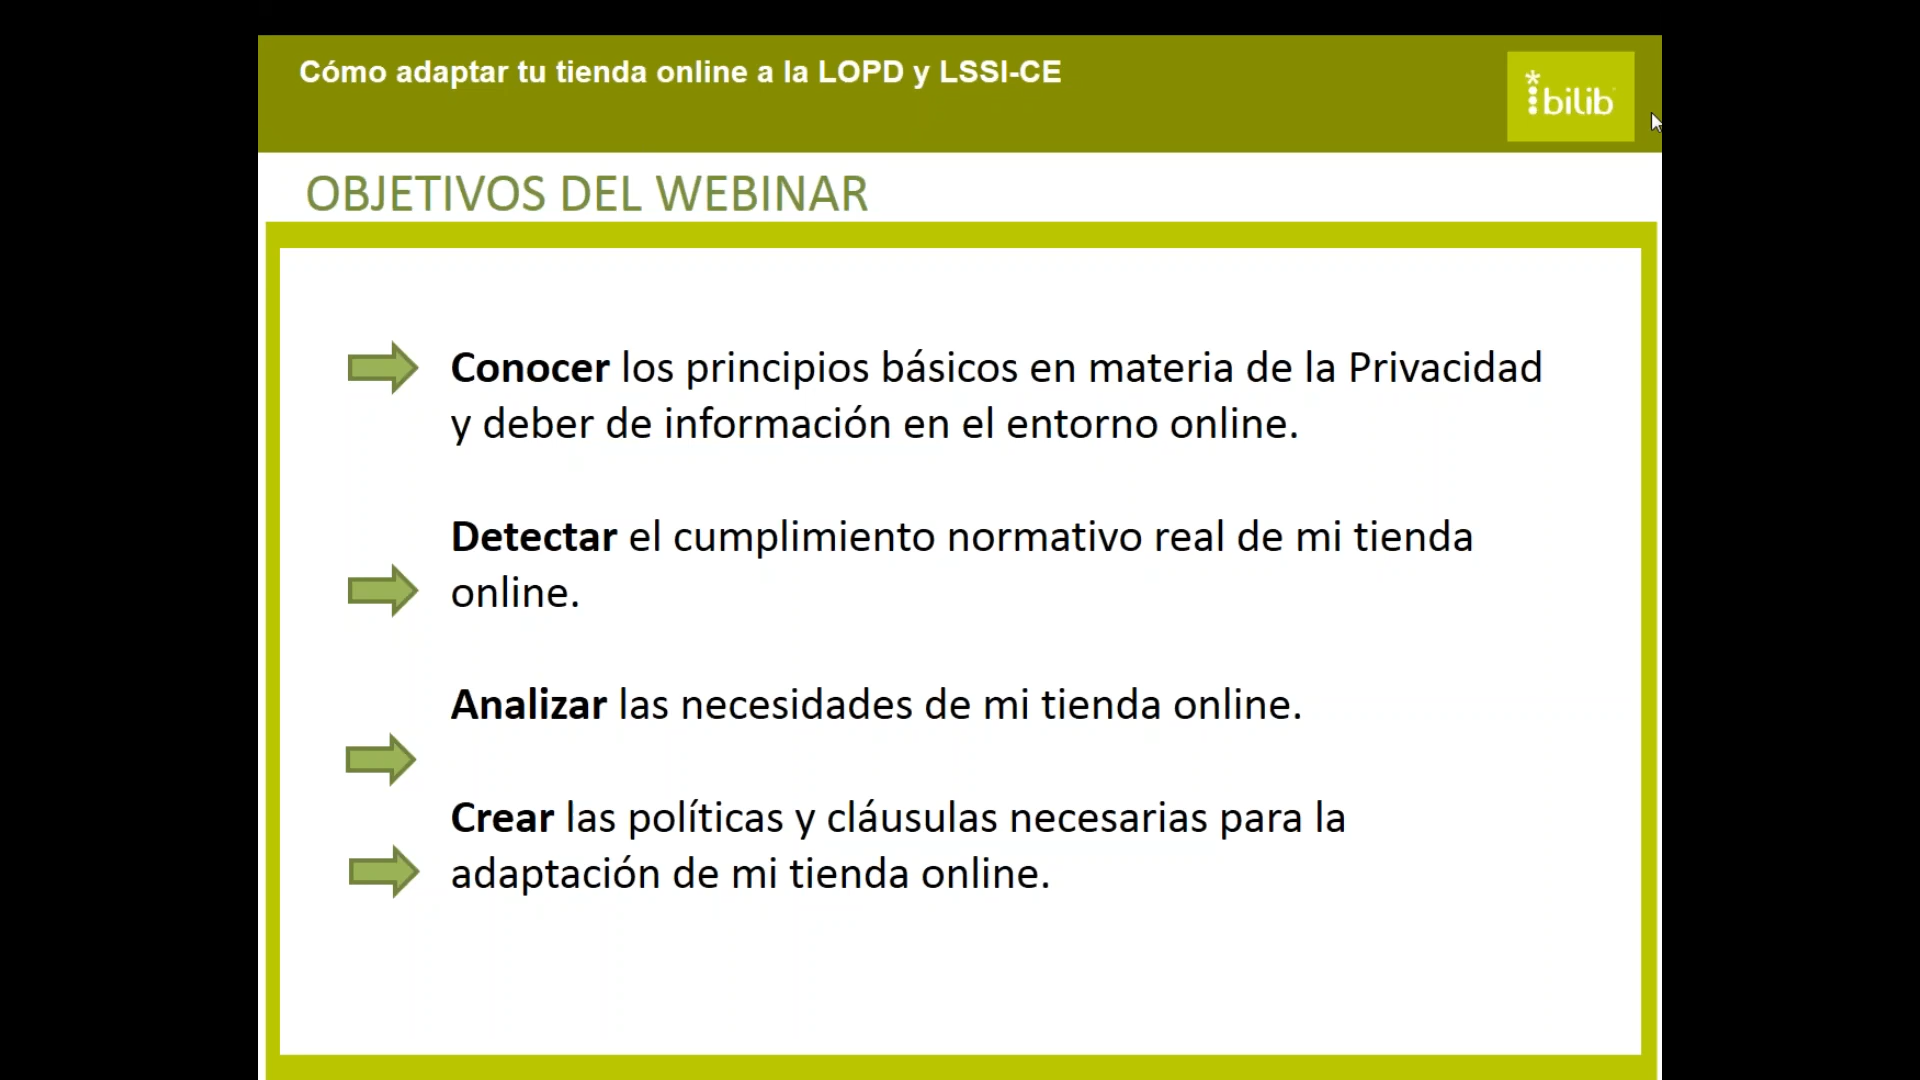 Cómo adaptar tu tienda online a la LOPD y LSSI-CE
bilib
OBJETIVOS DEL WEBINAR
Conocer los principios básicos en materia de la Privacidad
y deber de información en el entorno online.
Detectar el cumplimiento normativo real de mi tienda
online.
Analizar las necesidades de mi tienda online.
Crear las políticas y cláusulas necesarias para la
adaptación de mi tienda online.